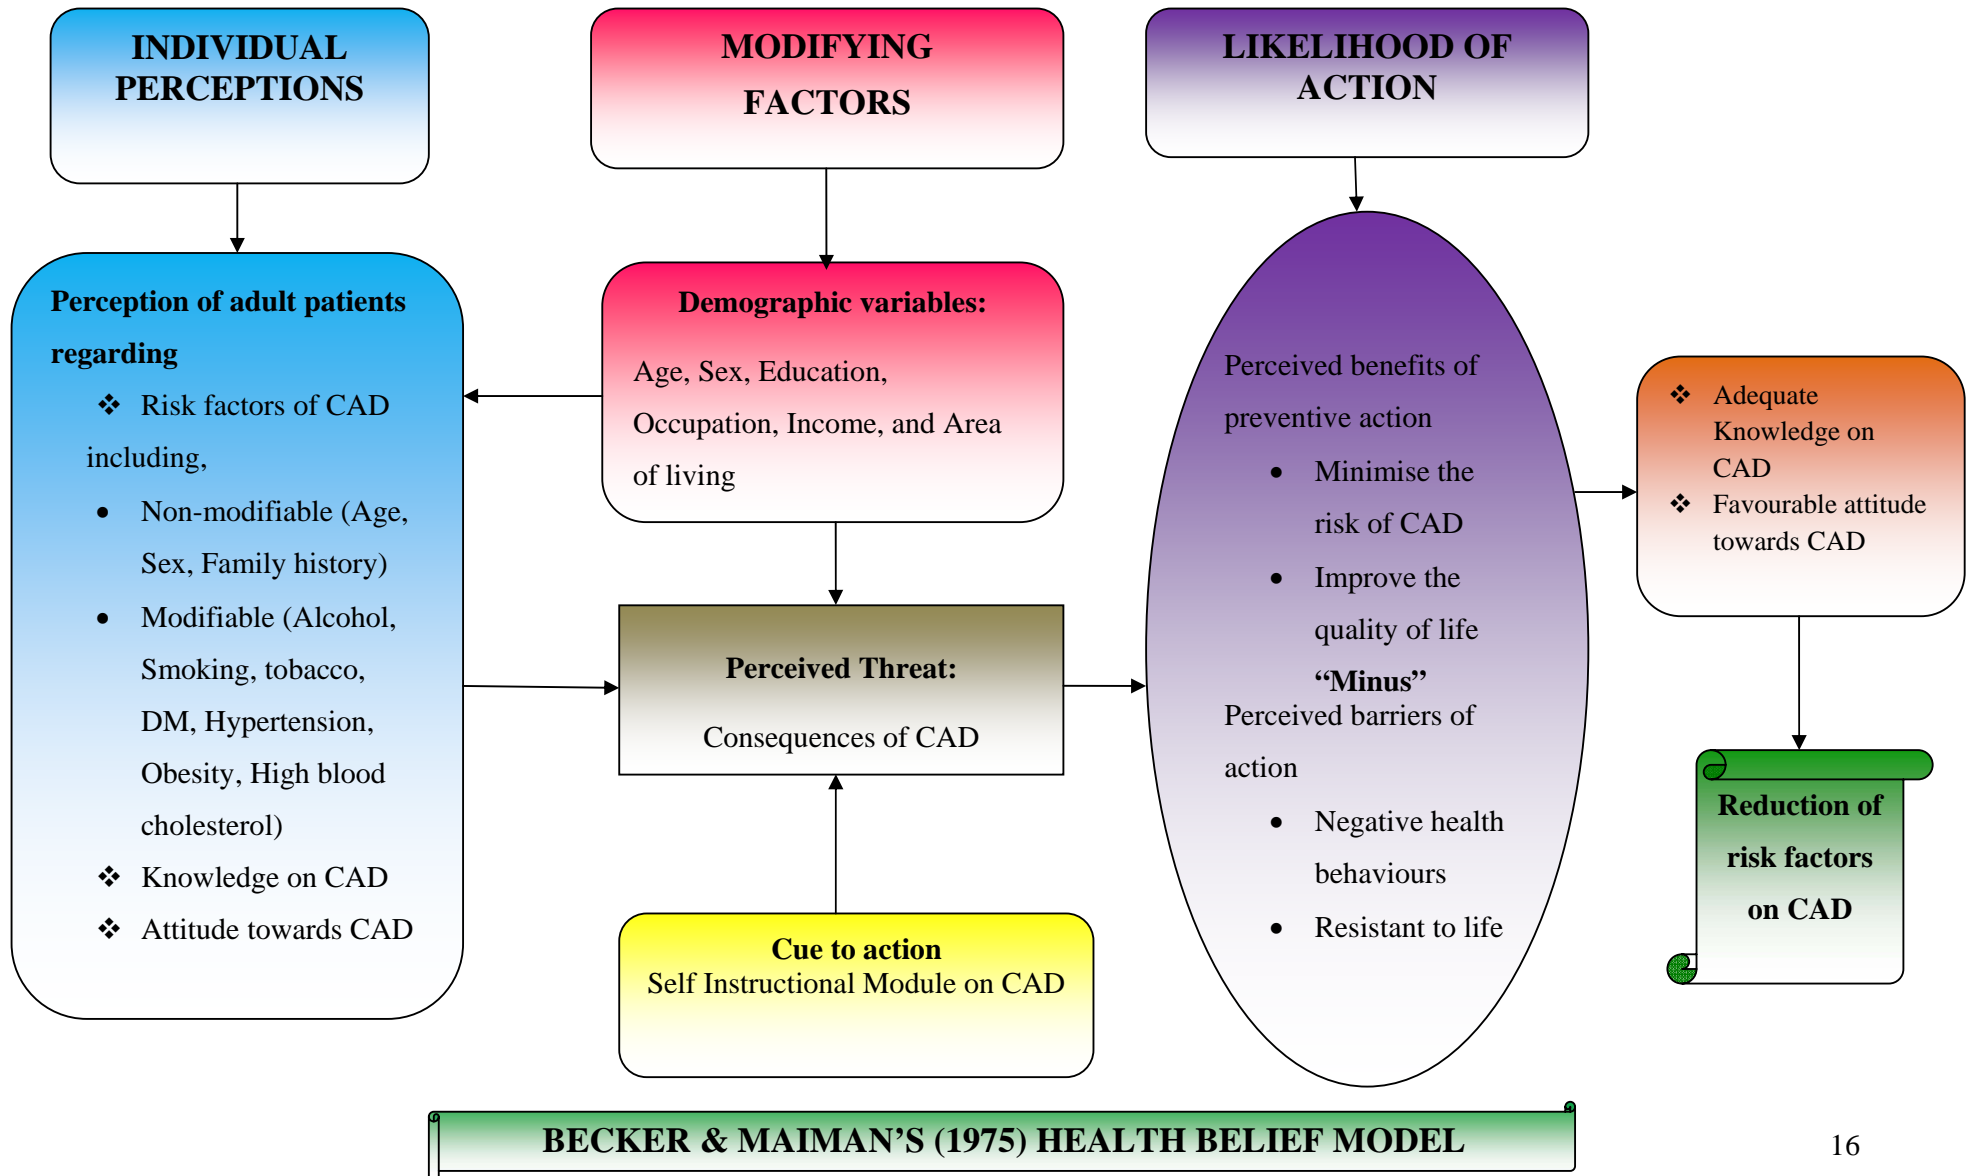 INDIVIDUAL
PERCEPTIONS
MODIFYING
FACTORS
LIKELIHOOD OF
ACTION
Perception of adult patients
regarding
❖ Risk factors of CAD
including,
• Non-modifiable (Age,
Sex, Family history)
• Modifiable (Alcohol,
Smoking, tobacco,
DM, Hypertension,
Obesity, High blood
cholesterol)
❖ Knowledge on CAD
❖ Attitude towards CAD
Demographic variables:
Age, Sex, Education,
Occupation, Income, and Area
of living
Perceived Threat:
Consequences of CAD
Cue to action
Self Instructional Module on CAD
Perceived benefits of
preventive action
• Minimise the
risk of CAD
• Improve the
quality of life
“Minus”
Perceived barriers of
action
• Negative health
behaviours
• Resistant to life
❖ Adequate
Knowledge on
CAD
❖ Favourable attitude
towards CAD
Reduction of
risk factors
on CAD
BECKER & MAIMAN’S (1975) HEALTH BELIEF MODEL
16